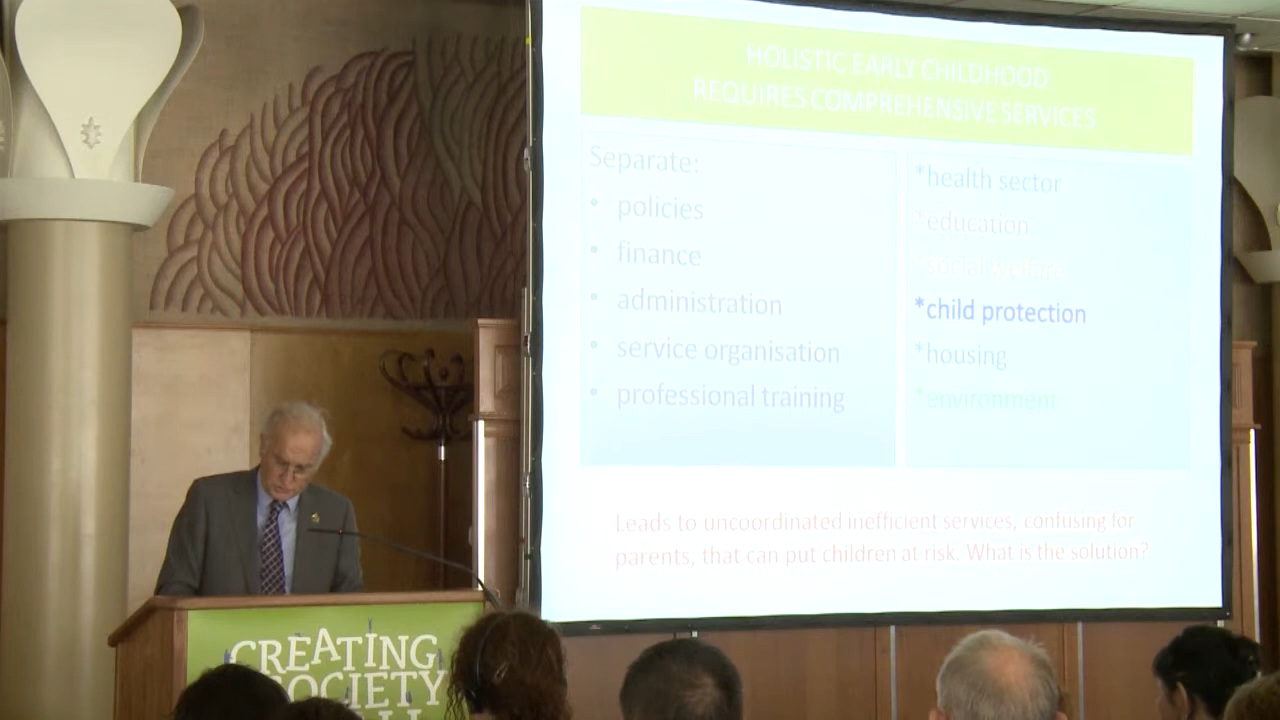 HOLISTIC EARLY CHILDHOOD
REQUIRES COMPREHENSIVE SERVICES
Separate:
• policies
• finance
• administration
• service organisation
• professional training
*health sector
*education
social welfare
*child protection
*housing
*environment
Leads to uncoordinated inefficient services, confusing for
parents, that can put children at risk. What is the solution?
CREATING
SOCIETY